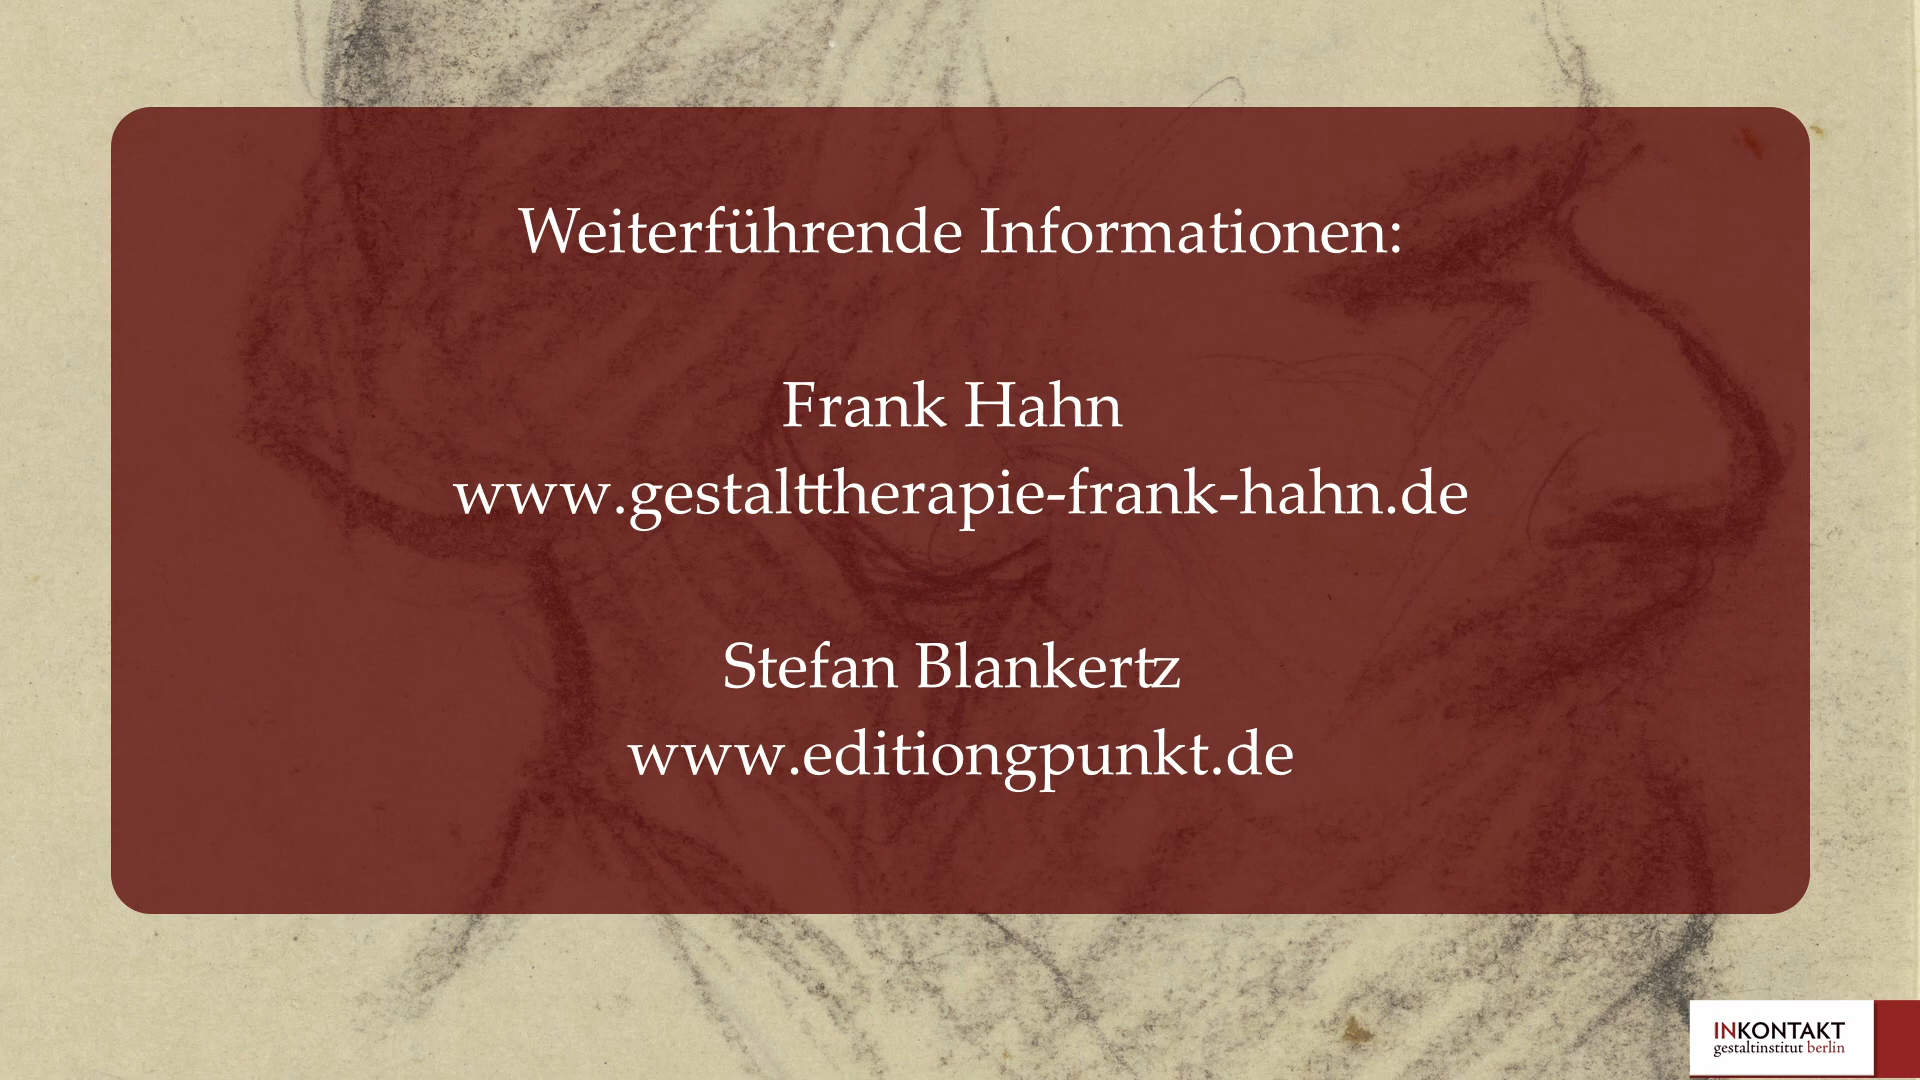 Weiterführende Informationen:
Frank Hahn
www.gestalttherapie-frank-hahn.de
Stefan Blankertz
www.editiongpunkt.de
INKONTAKT
gestaltinstitut berlin